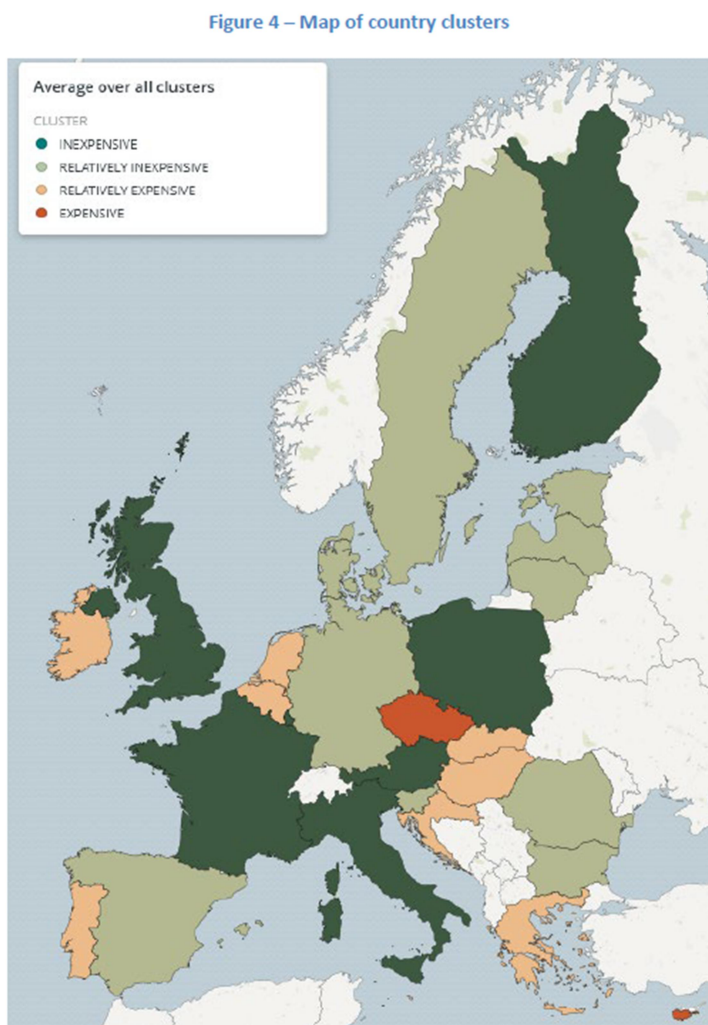 Figure 4 – Map of country clusters
Average over all clusters
CLUSTER
INEXPENSIVE
RELATIVELY INEXPENSIVE
RELATIVELY EXPENSIVE
EXPENSIVE